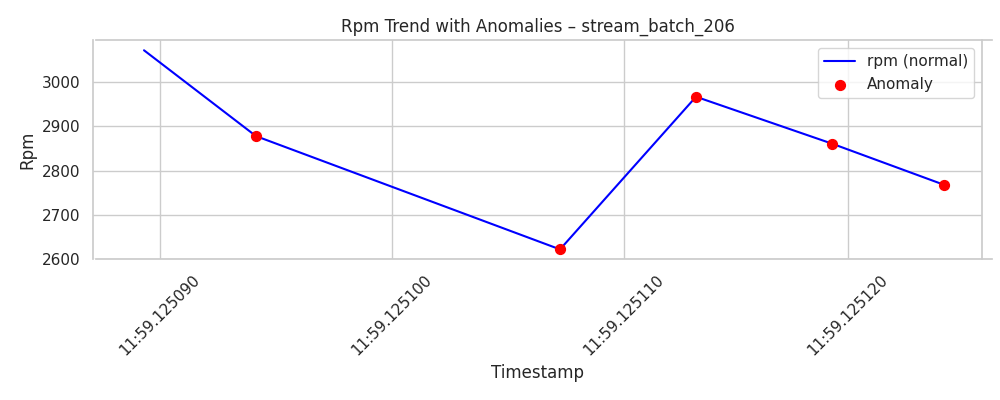 Rpm Trend with Anomalies – stream_batch_206
rpm (normal)
Anomaly
Rpm
3000
2900
2800
2700
2600
11:59.125090
11:59.125100
11:59.125110
11:59.125120
Timestamp